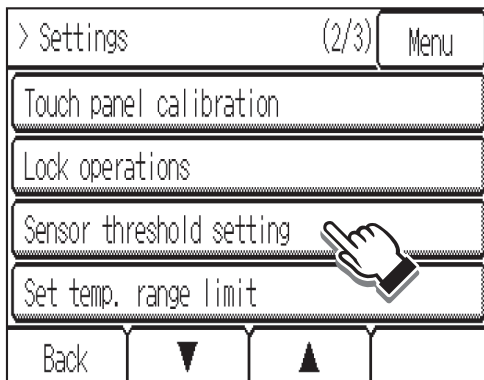 > Settings (2/3) Menu
Touch panel calibration
Lock operations
Sensor threshold setting
Set temp. range limit
Back ▼ ▲